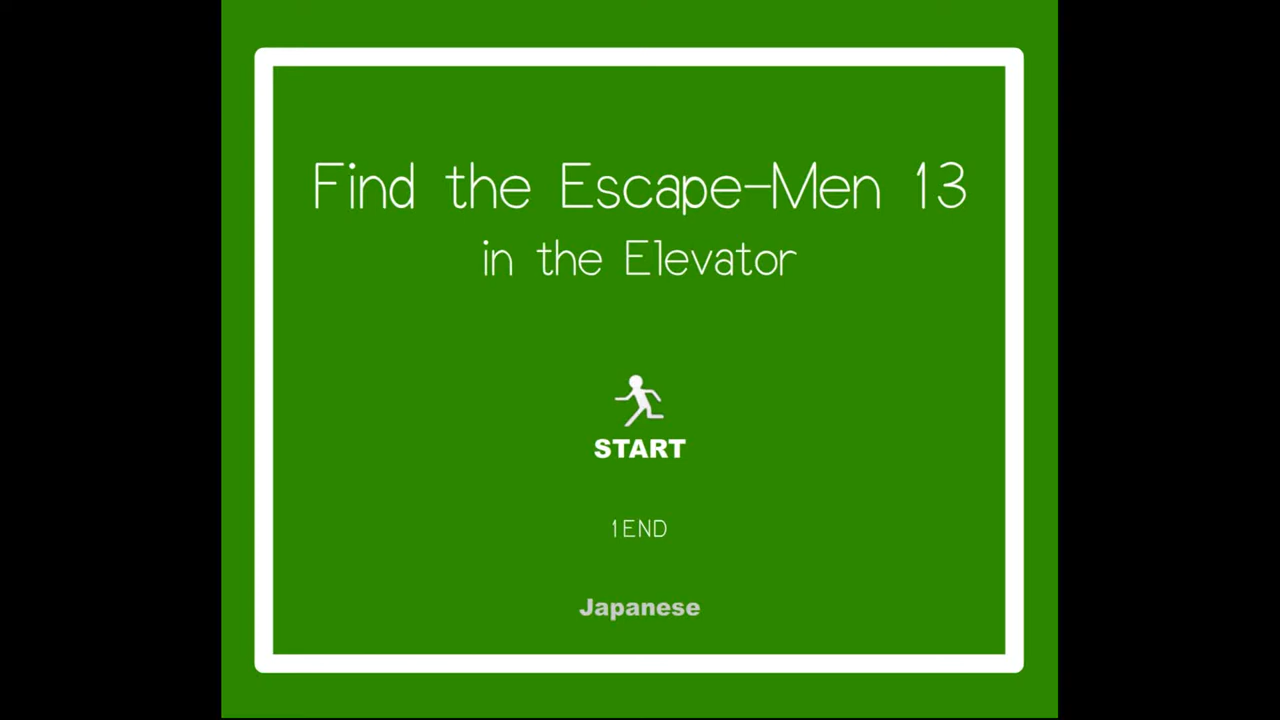 Find the Escape-Men 13
in the Elevator
START
1END
Japanese